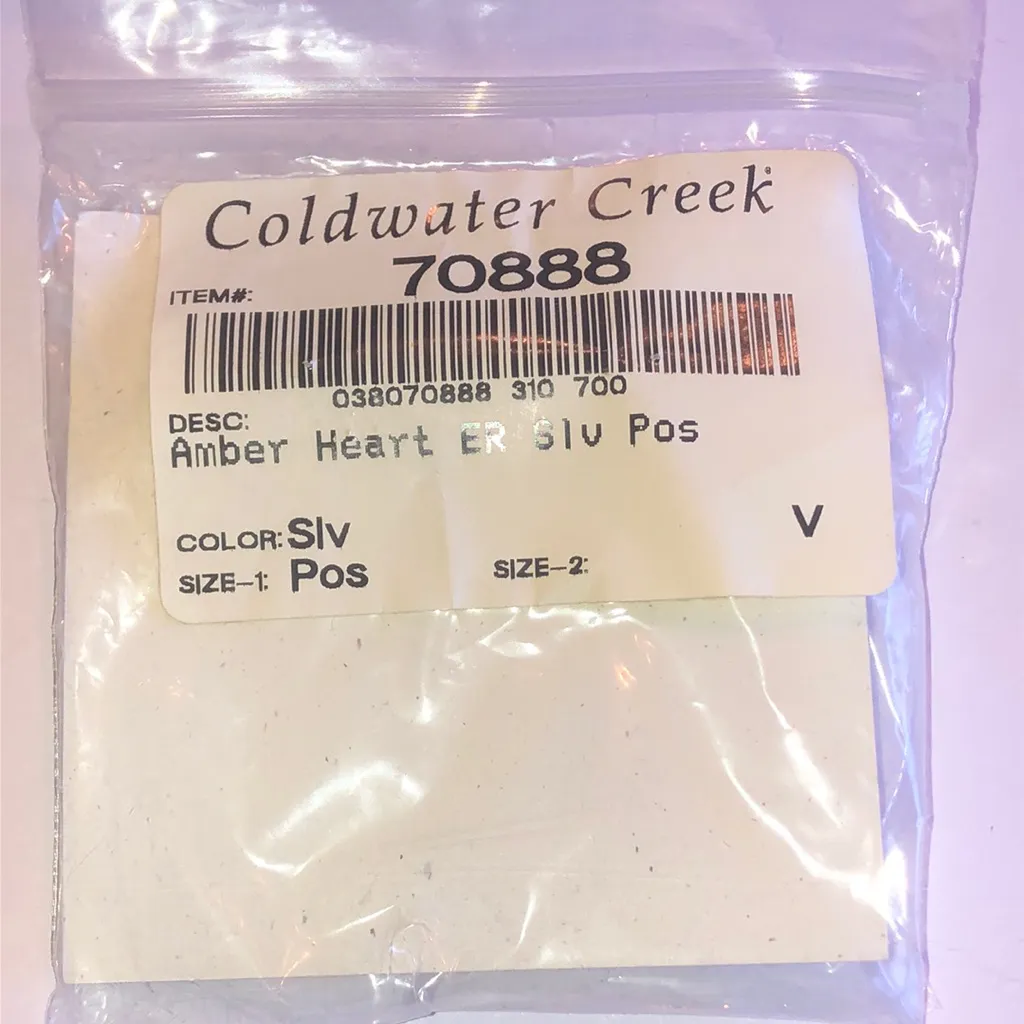 Coldwater Creek®
70888
ITEM#:
038070888 310 700
DESC:
Amber Heart ER Slv Pos
V
COLOR: Slv
SIZE-1: Pos SIZE-2: